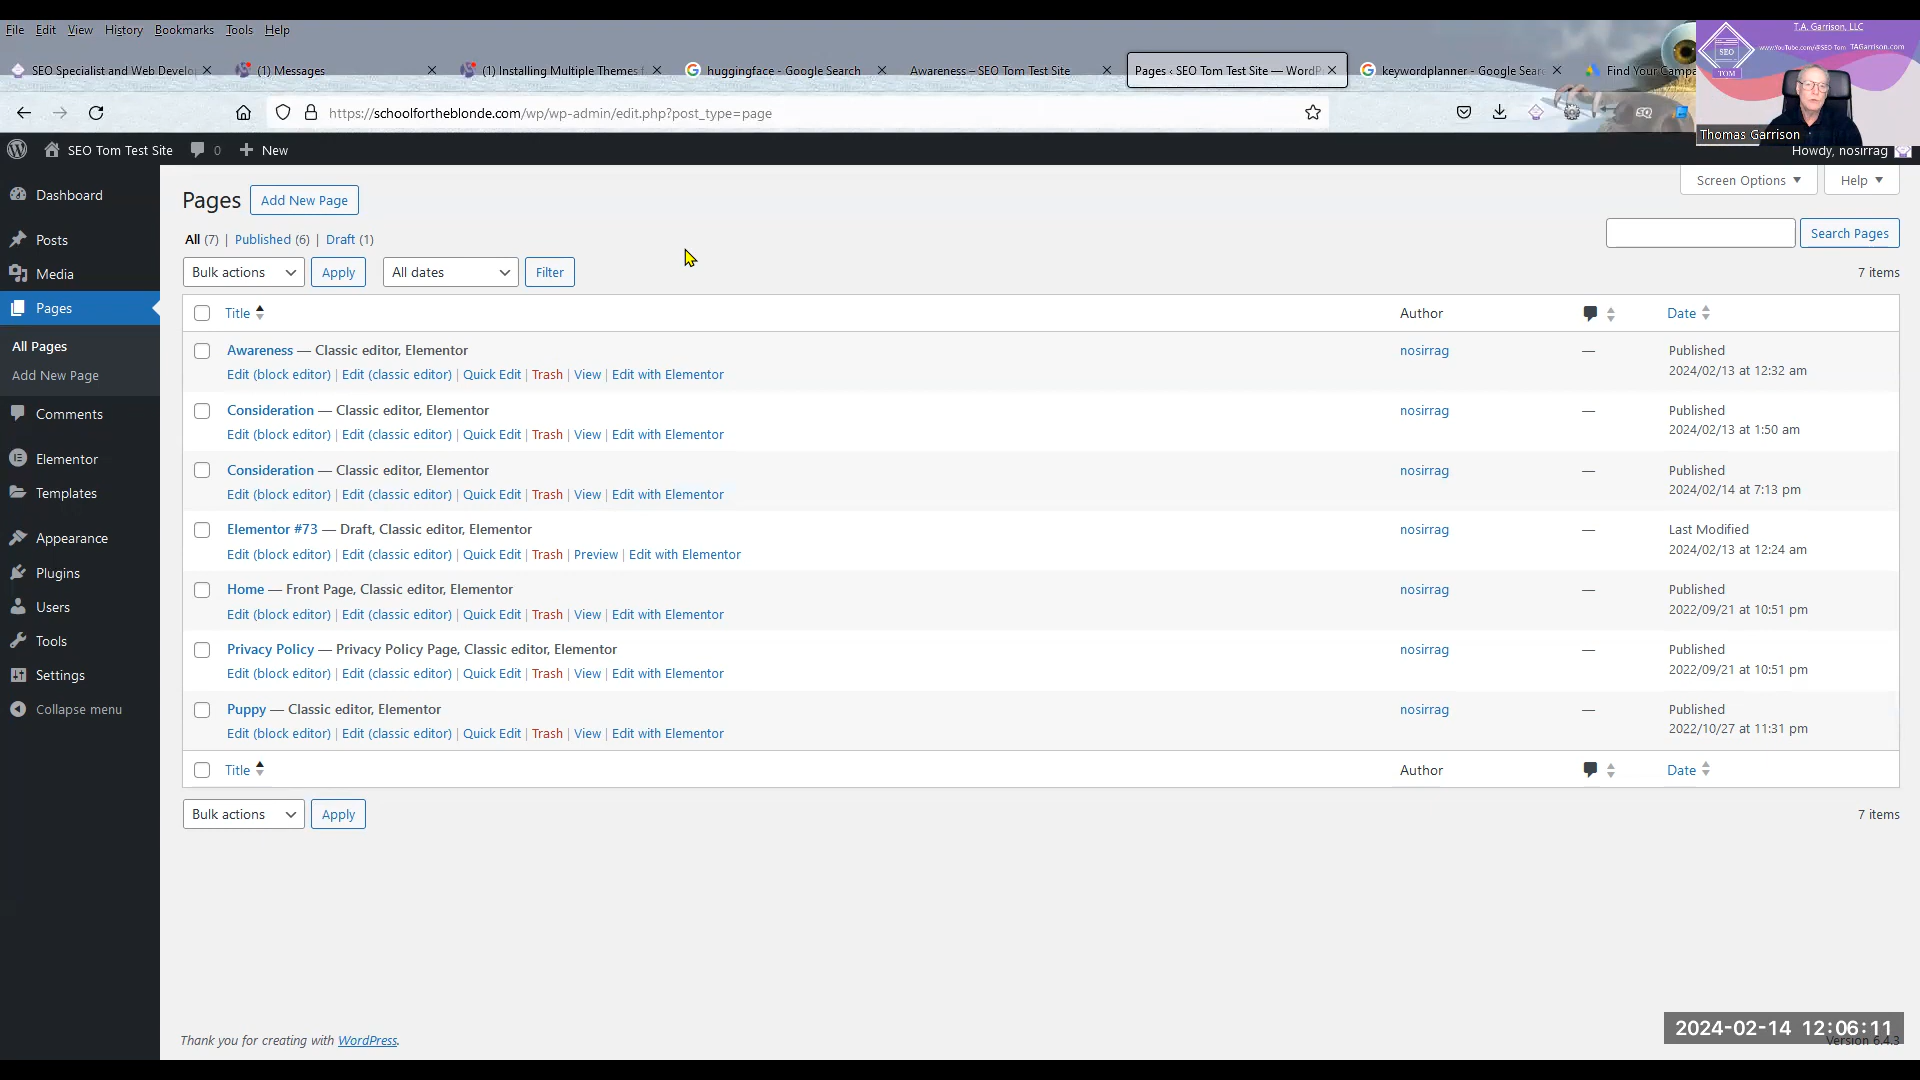 File Edit View History Bookmarks Tools Help
T.A. Garrison, LLC
www.YouTube.com/@SEO Tom TAGarrison.com
SEO
TOM
SEO Specialist and Web Develo
(1) Messages
(1) Installing Multiple Themes f
huggingface - Google Search
Awareness – SEO Tom Test Site
Pages ‹ SEO Tom Test Site — WordP
keywordplanner - Google Sear
Find Your Campa
https://schoolfortheblonde.com/wp/wp-admin/edit.php?post_type=page
EQ
Thomas Garrison
SEO Tom Test Site 0 New
Howdy, nosirrag
Dashboard
Posts
Media
Pages
All Pages
Add New Page
Comments
Elementor
Templates
Appearance
Plugins
Users
Tools
Settings
Collapse menu
Screen Options Help
Pages Add New Page
All (7) | Published (6) | Draft (1)
Search Pages
Bulk actions Apply All dates Filter
7 items
Title Author Date
Awareness — Classic editor, Elementor nosirrag — Published
2024/02/13 at 12:32 am
Edit (block editor) | Edit (classic editor) | Quick Edit | Trash | View | Edit with Elementor
Consideration — Classic editor, Elementor nosirrag — Published
2024/02/13 at 1:50 am
Edit (block editor) | Edit (classic editor) | Quick Edit | Trash | View | Edit with Elementor
Consideration — Classic editor, Elementor nosirrag — Published
2024/02/14 at 7:13 pm
Edit (block editor) | Edit (classic editor) | Quick Edit | Trash | View | Edit with Elementor
Elementor #73 — Draft, Classic editor, Elementor nosirrag — Last Modified
2024/02/13 at 12:24 am
Edit (block editor) | Edit (classic editor) | Quick Edit | Trash | Preview | Edit with Elementor
Home — Front Page, Classic editor, Elementor nosirrag — Published
2022/09/21 at 10:51 pm
Edit (block editor) | Edit (classic editor) | Quick Edit | Trash | View | Edit with Elementor
Privacy Policy — Privacy Policy Page, Classic editor, Elementor nosirrag — Published
2022/09/21 at 10:51 pm
Edit (block editor) | Edit (classic editor) | Quick Edit | Trash | View | Edit with Elementor
Puppy — Classic editor, Elementor nosirrag — Published
2022/10/27 at 11:31 pm
Edit (block editor) | Edit (classic editor) | Quick Edit | Trash | View | Edit with Elementor
Title Author Date
Bulk actions Apply
7 items
Thank you for creating with WordPress.
2024-02-14 12:06:11
Version 6.4.3